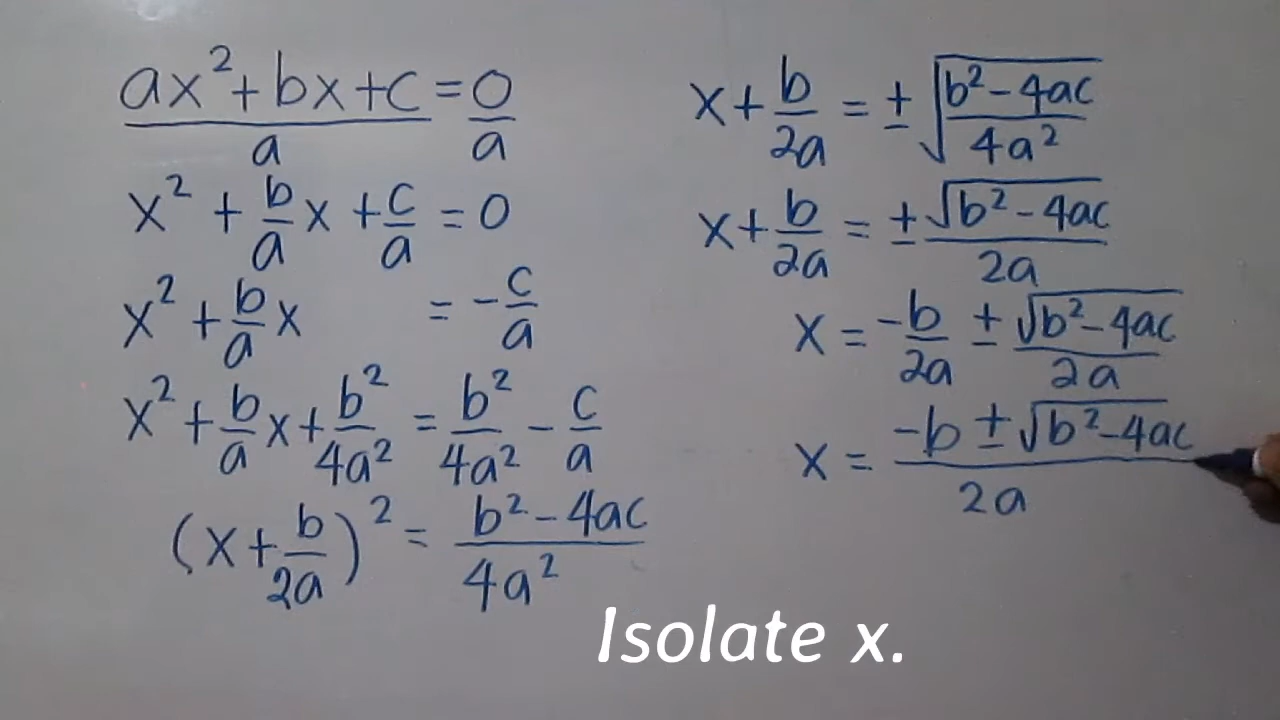 (ax² + bx + c)/a = 0/a
x² + b/a x + c/a = 0
x² + b/a x = -c/a
x² + b/a x + b²/4a² = b²/4a² - c/a
(x + b/2a)² = (b² - 4ac)/4a²
x + b/2a = ± √((b² - 4ac)/4a²)
x + b/2a = ± √(b² - 4ac)/2a
x = -b/2a ± √(b² - 4ac)/2a
x = (-b ± √(b² - 4ac))/2a
Isolate x.